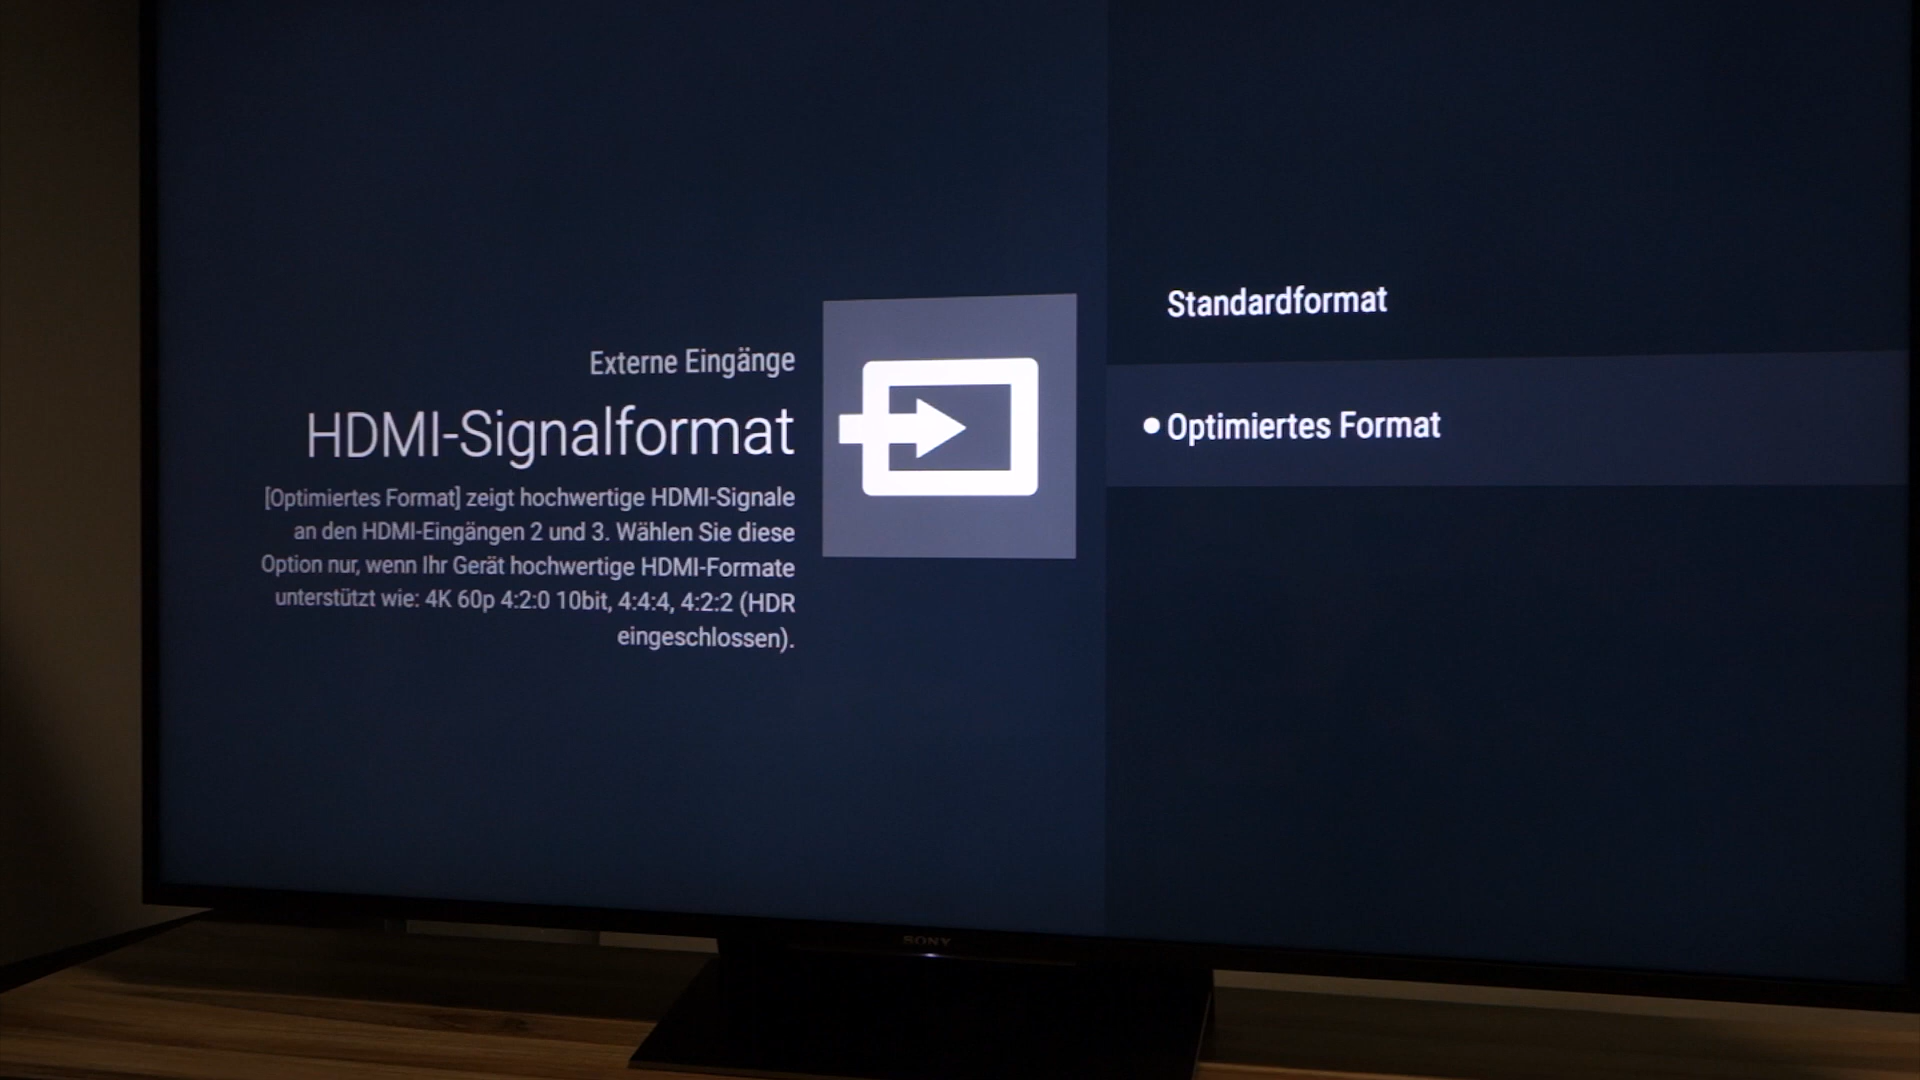 Externe Eingänge
HDMI-Signalformat
[Optimiertes Format] zeigt hochwertige HDMI-Signale
an den HDMI-Eingängen 2 und 3. Wählen Sie diese
Option nur, wenn Ihr Gerät hochwertige HDMI-Formate
unterstützt wie: 4K 60p 4:2:0 10bit, 4:4:4, 4:2:2 (HDR
eingeschlossen).
Standardformat
Optimiertes Format
SONY